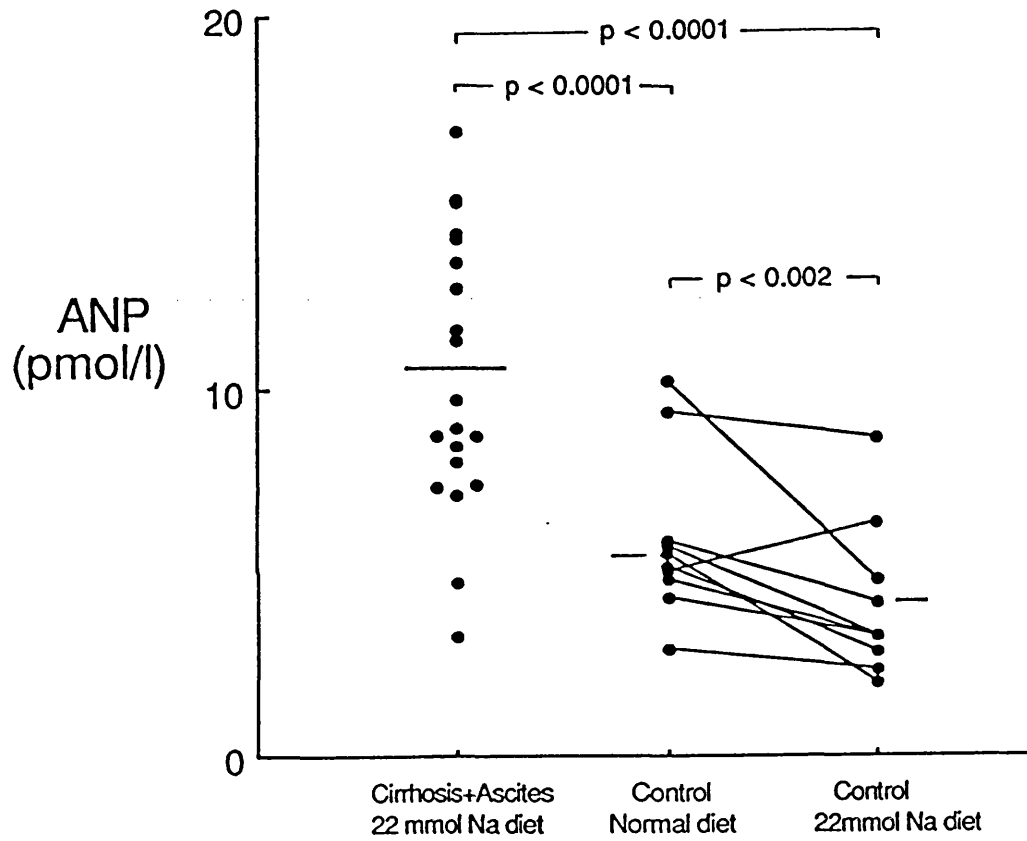 20
p < 0.0001
p < 0.0001
p < 0.002
ANP
(pmol/l)
10
0
Cirrhosis+Ascites
22 mmol Na diet
Control
Normal diet
Control
22mmol Na diet